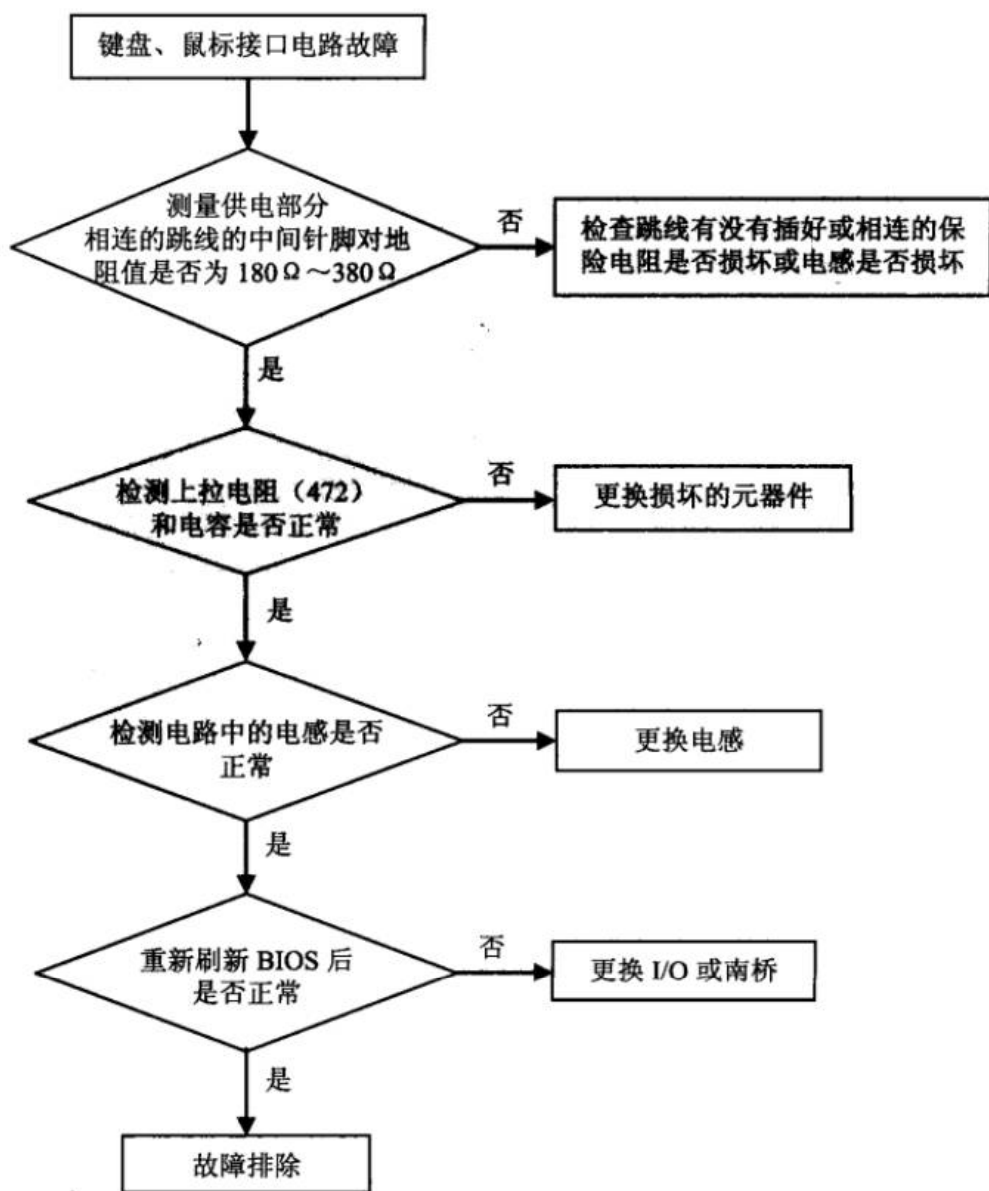 键盘、鼠标接口电路故障
测量供电部分
相连的跳线的中间针脚对地
阻值是否为 180Ω～380Ω
否
检查跳线有没有插好或相连的保
险电阻是否损坏或电感是否损坏
是
检测上拉电阻（472）
和电容是否正常
否
更换损坏的元器件
是
检测电路中的电感是否
正常
否
更换电感
是
重新刷新 BIOS 后
是否正常
否
更换 I/O 或南桥
是
故障排除